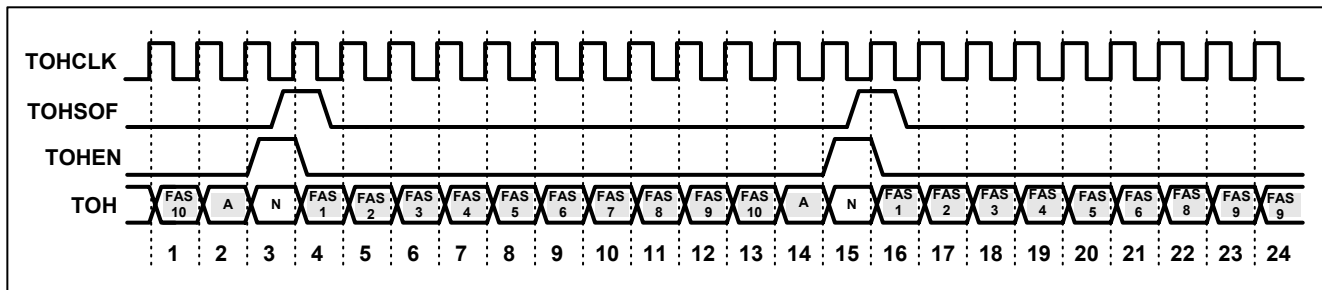 TOHCLK
TOHSOF
TOHEN
TOH
FAS 10 A N FAS 1 FAS 2 FAS 3 FAS 4 FAS 5 FAS 6 FAS 7 FAS 8 FAS 9 FAS 10 A N FAS 1 FAS 2 FAS 3 FAS 4 FAS 5 FAS 6 FAS 8 FAS 9 FAS 9
1 2 3 4 5 6 7 8 9 10 11 12 13 14 15 16 17 18 19 20 21 22 23 24